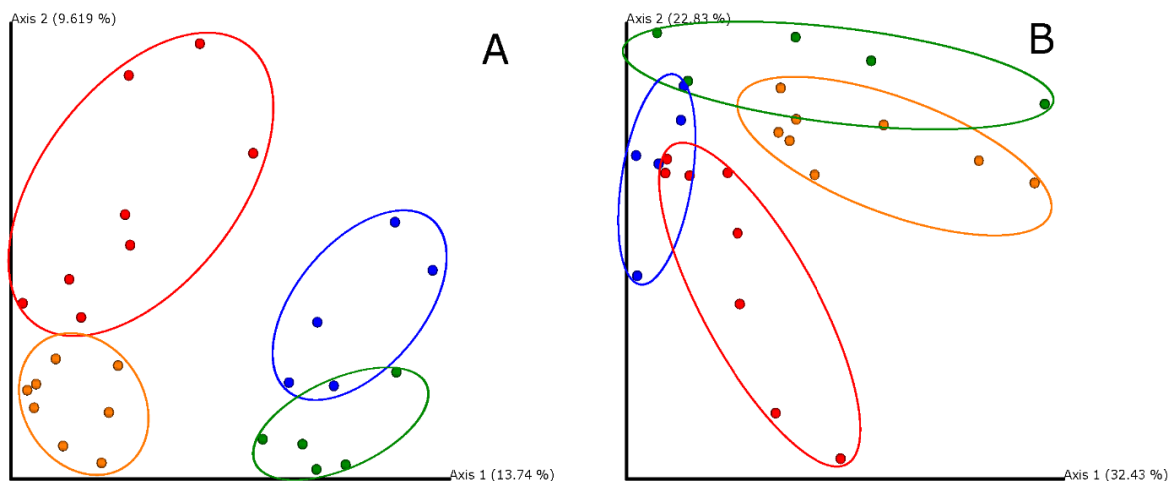 Axis 2 (9.619 %)
A
Axis 1 (13.74 %)
Axis 2 (22.83 %)
B
Axis 1 (32.43 %)